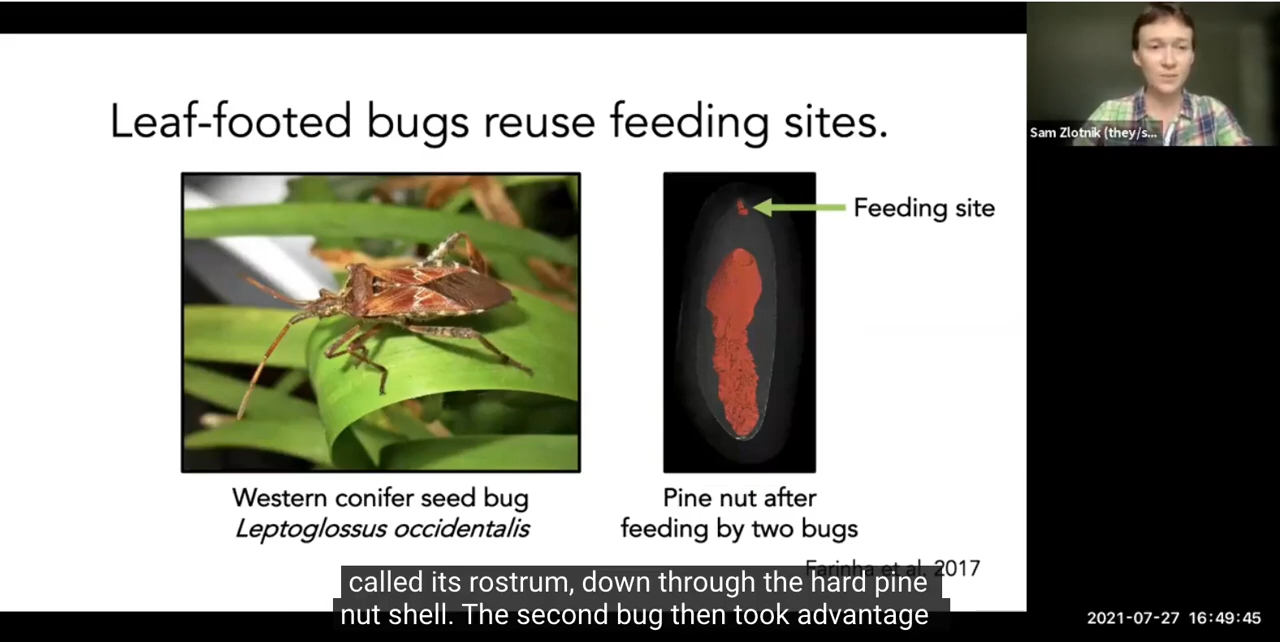 Leaf-footed bugs reuse feeding sites.
Sam Zlotnik (they/s...
Feeding site
Western conifer seed bug
Leptoglossus occidentalis
Pine nut after
feeding by two bugs
Farinha et al. 2017
called its rostrum, down through the hard pine
nut shell. The second bug then took advantage
2021-07-27 16:49:45